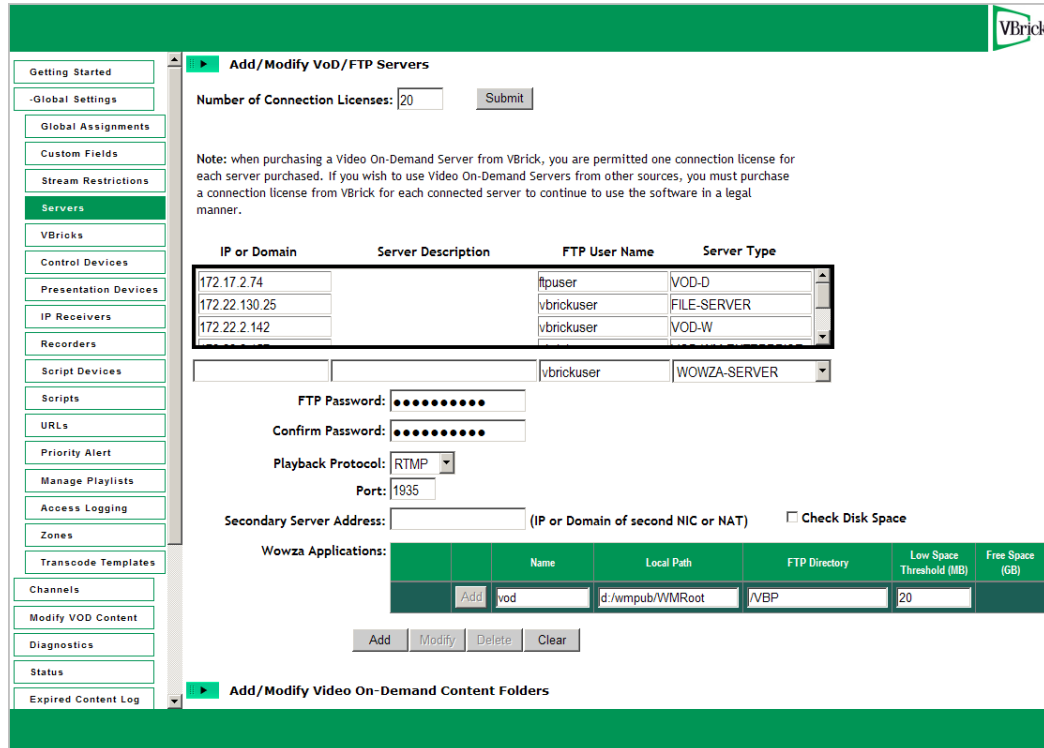 VBrick
Getting Started
-Global Settings
Global Assignments
Custom Fields
Stream Restrictions
Servers
VBricks
Control Devices
Presentation Devices
IP Receivers
Recorders
Script Devices
Scripts
URLs
Priority Alert
Manage Playlists
Access Logging
Zones
Transcode Templates
Channels
Modify VOD Content
Diagnostics
Status
Expired Content Log
Add/Modify VoD/FTP Servers
Number of Connection Licenses: 20 Submit
Note: when purchasing a Video On-Demand Server from VBrick, you are permitted one connection license for
each server purchased. If you wish to use Video On-Demand Servers from other sources, you must purchase
a connection license from VBrick for each connected server to continue to use the software in a legal
manner.
IP or Domain Server Description FTP User Name Server Type
172.17.2.74 ftpuser VOD-D
172.22.130.25 vbrickuser FILE-SERVER
172.22.2.142 vbrickuser VOD-W
vbrickuser WOWZA-SERVER
FTP Password: ●●●●●●●●●●
Confirm Password: ●●●●●●●●●●
Playback Protocol: RTMP
Port: 1935
Secondary Server Address: (IP or Domain of second NIC or NAT) Check Disk Space
Wowza Applications:
Name Local Path FTP Directory Low Space Threshold (MB) Free Space (GB)
Add vod d:/wmpub/WMRoot /VBP 20
Add Modify Delete Clear
Add/Modify Video On-Demand Content Folders